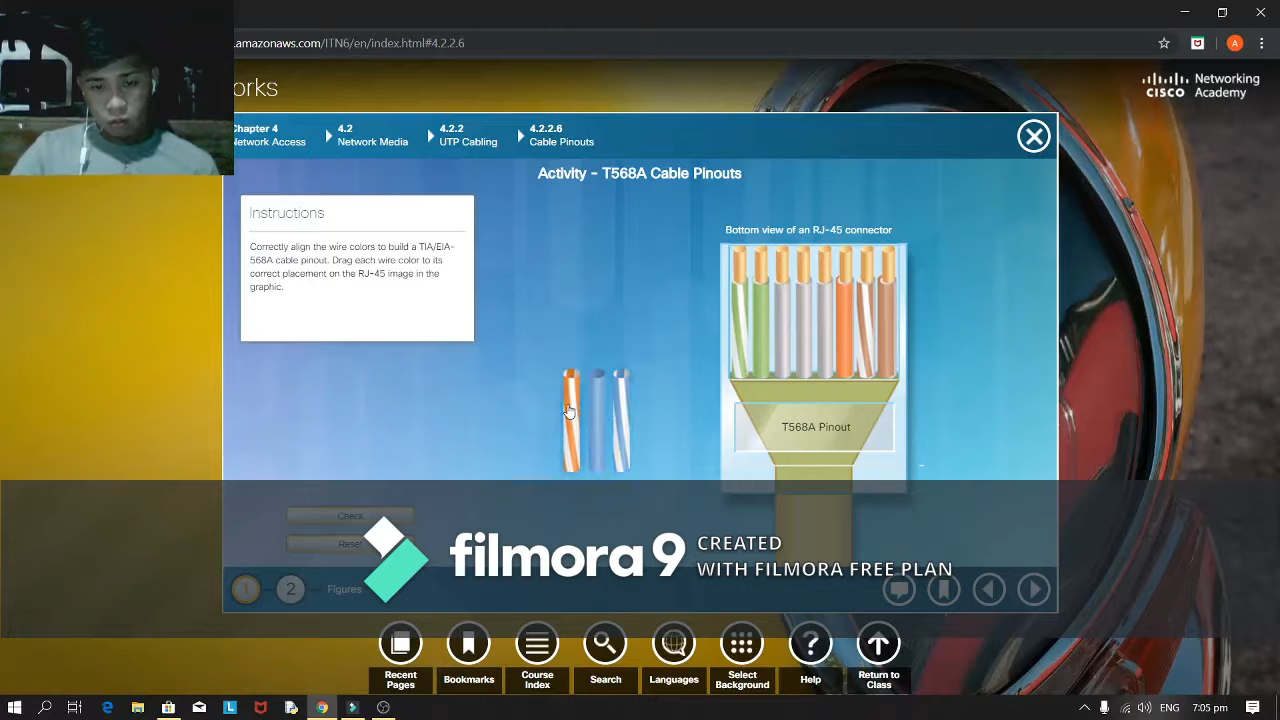 .amazonaws.com/ITN6/en/index.html#4.2.2.6
A
orks
Networking
CISCO Academy
Chapter 4
Network Access
4.2
Network Media
4.2.2
UTP Cabling
4.2.2.6
Cable Pinouts
Activity - T568A Cable Pinouts
Instructions
Correctly align the wire colors to build a TIA/EIA-
568A cable pinout. Drag each wire color to its
correct placement on the RJ-45 image in the
graphic.
Bottom view of an RJ-45 connector
T568A Pinout
Check
Reset
filmora 9 CREATED
WITH FILMORA FREE PLAN
1 2 Figures
Recent
Pages
Bookmarks
Course
Index
Search
Languages
Select
Background
Help
Return to
Class
ENG 7:05 pm